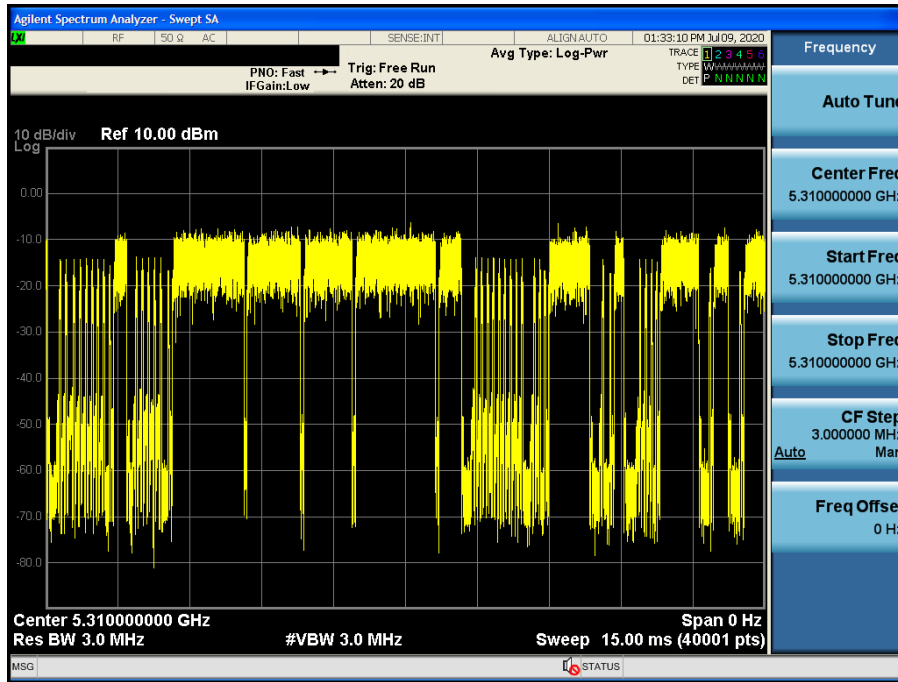 Agilent Spectrum Analyzer - Swept SA
LXI RF 50 Ω AC SENSE:INT ALIGN AUTO 01:33:10 PM Jul 09, 2020
Frequency
Avg Type: Log-Pwr
TRACE 1 2 3 4 5 6
PNO: Fast Trig: Free Run
TYPE WWWWWW
IFGain:Low Atten: 20 dB
DET P N N N N N
Auto Tune
10 dB/div Ref 10.00 dBm
Log
0.00
-10.0
-20.0
-30.0
-40.0
-50.0
-60.0
-70.0
-80.0
Center Freq
5.310000000 GHz
Start Freq
5.310000000 GHz
Stop Freq
5.310000000 GHz
CF Step
3.000000 MHz
Auto Man
Freq Offset
0 Hz
Center 5.310000000 GHz Span 0 Hz
Res BW 3.0 MHz #VBW 3.0 MHz Sweep 15.00 ms (40001 pts)
MSG STATUS